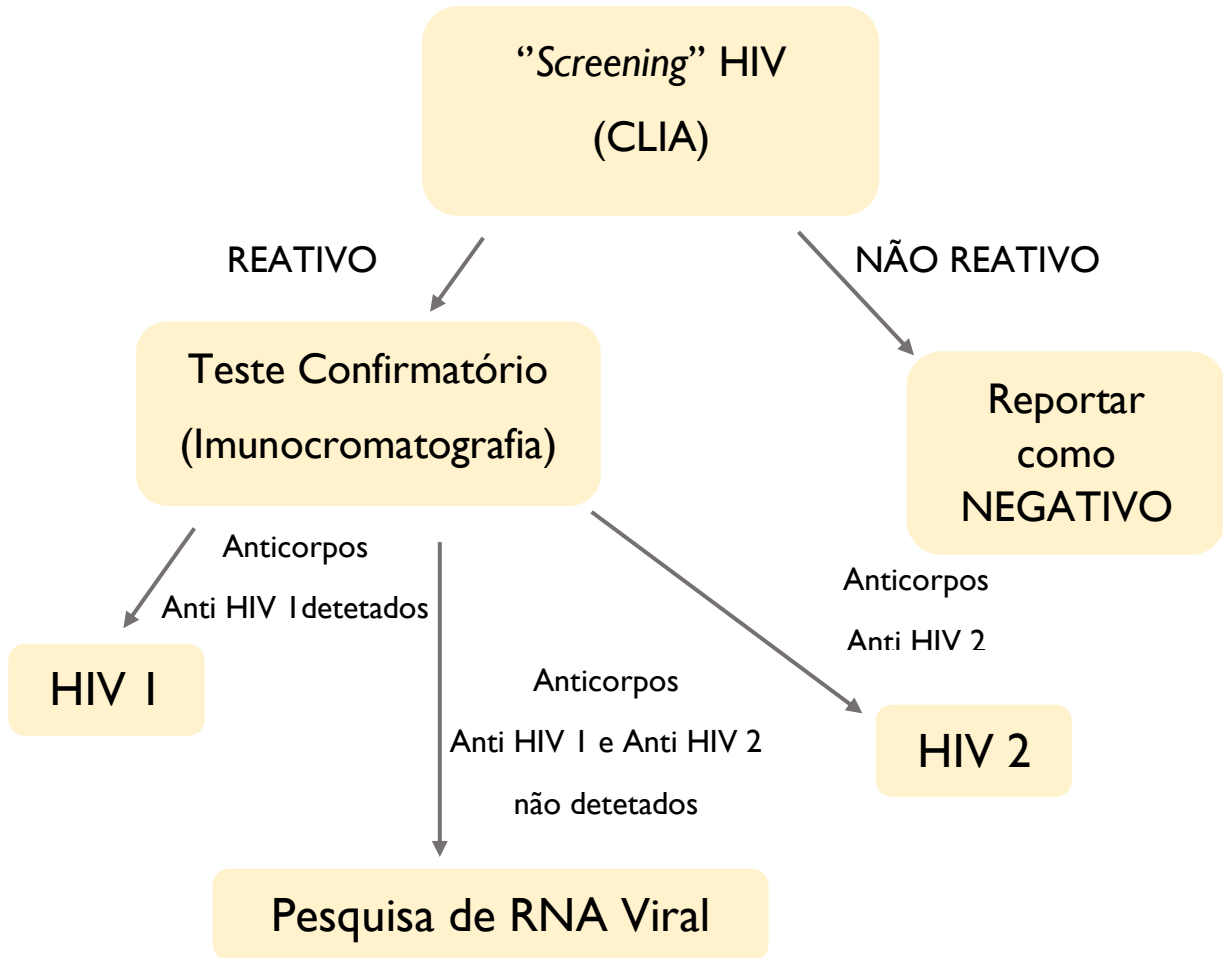 ‘’Screening” HIV
(CLIA)
REATIVO
NÃO REATIVO
Teste Confirmatório
(Imunocromatografia)
Reportar
como
NEGATIVO
Anticorpos
Anti HIV 1detetados
Anticorpos
Anti HIV 2
HIV 1
Anticorpos
Anti HIV 1 e Anti HIV 2
não detetados
HIV 2
Pesquisa de RNA Viral